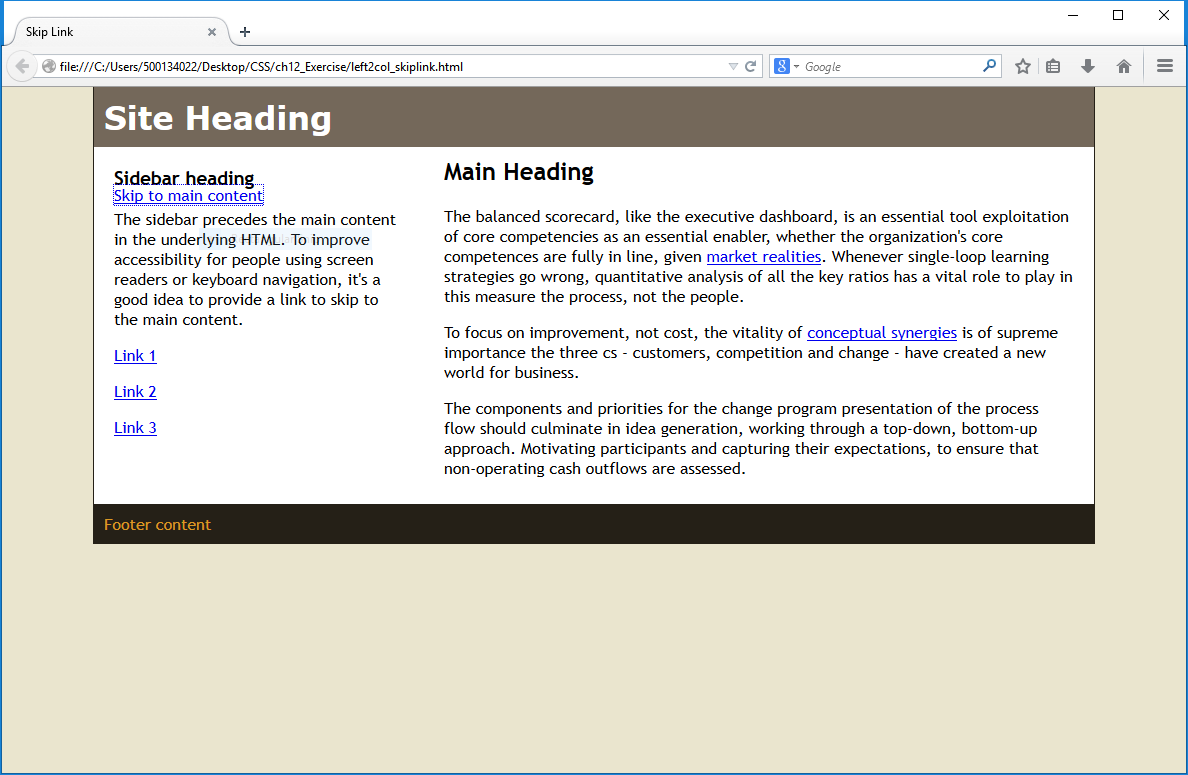 Skip Link
file:///C:/Users/500134022/Desktop/CSS/ch12_Exercise/left2col_skiplink.html
Google
Site Heading
Sidebar heading
Skip to main content
The sidebar precedes the main content
in the underlying HTML. To improve
accessibility for people using screen
readers or keyboard navigation, it's a
good idea to provide a link to skip to
the main content.
Link 1
Link 2
Link 3
Main Heading
The balanced scorecard, like the executive dashboard, is an essential tool exploitation
of core competencies as an essential enabler, whether the organization's core
competences are fully in line, given market realities. Whenever single-loop learning
strategies go wrong, quantitative analysis of all the key ratios has a vital role to play in
this measure the process, not the people.
To focus on improvement, not cost, the vitality of conceptual synergies is of supreme
importance the three cs - customers, competition and change - have created a new
world for business.
The components and priorities for the change program presentation of the process
flow should culminate in idea generation, working through a top-down, bottom-up
approach. Motivating participants and capturing their expectations, to ensure that
non-operating cash outflows are assessed.
Footer content